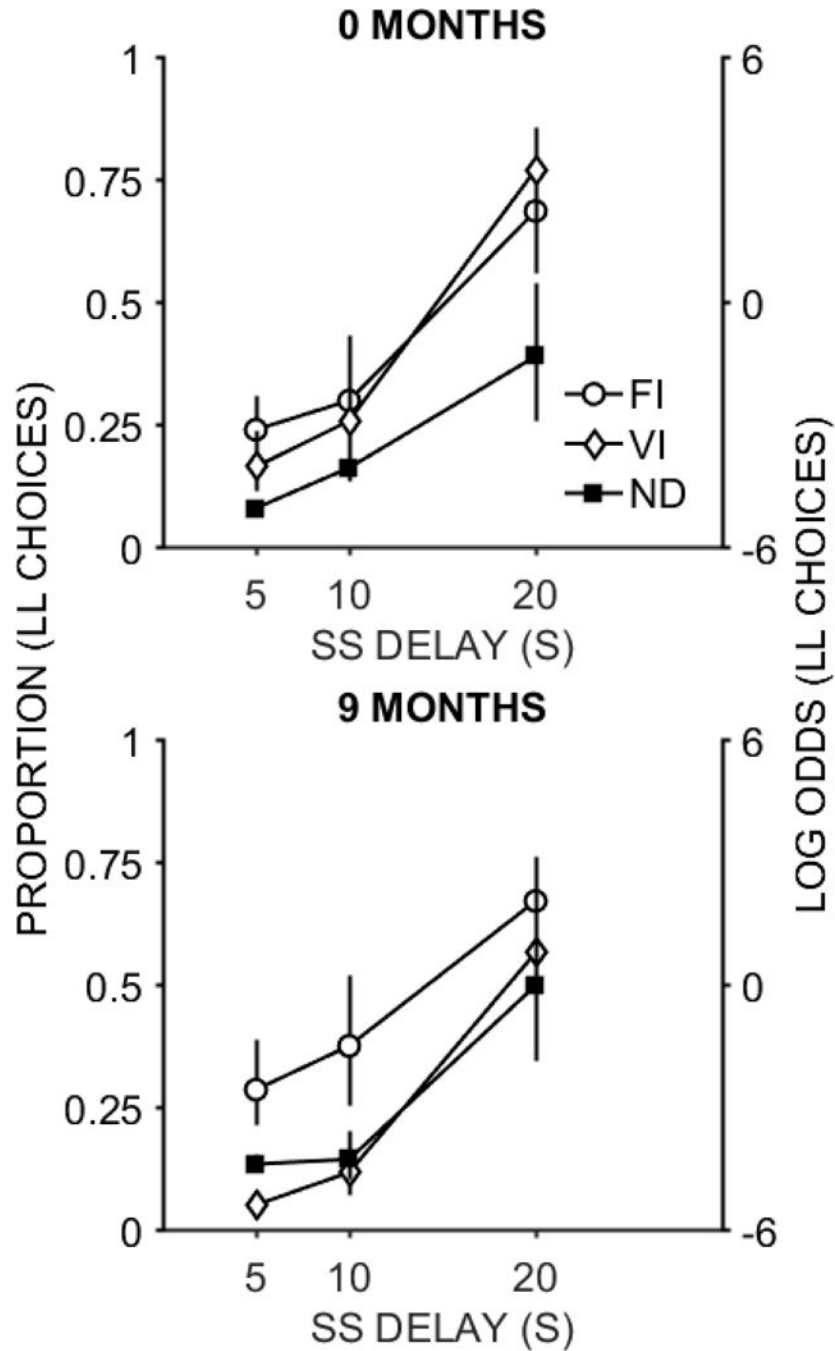 0 MONTHS
1
0.75
0.5
0.25
0
6
0
-6
FI
VI
ND
5 10 20
SS DELAY (S)
PROPORTION (LL CHOICES)
LOG ODDS (LL CHOICES)
9 MONTHS
1
0.75
0.5
0.25
0
6
0
-6
5 10 20
SS DELAY (S)